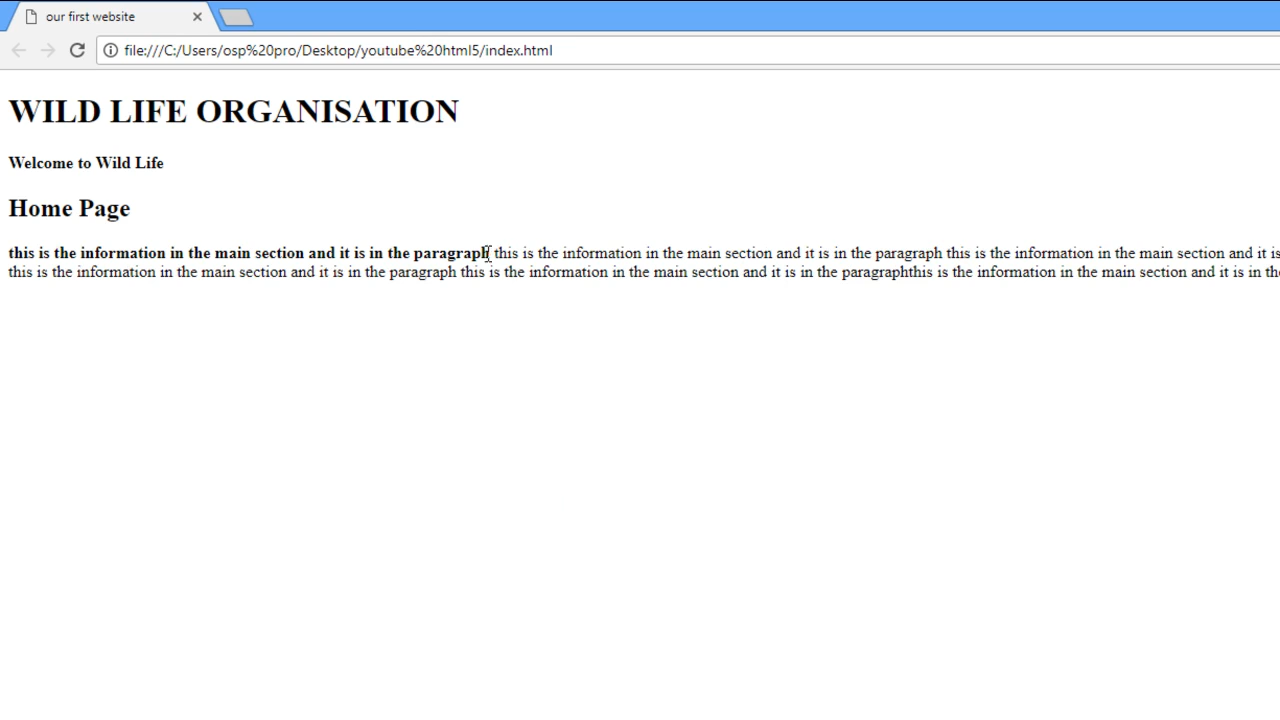 our first website
file:///C:/Users/osp%20pro/Desktop/youtube%20html5/index.html
WILD LIFE ORGANISATION
Welcome to Wild Life
Home Page
this is the information in the main section and it is in the paragraph this is the information in the main section and it is in the paragraph this is the information in the main section and it is
this is the information in the main section and it is in the paragraph this is the information in the main section and it is in the paragraphthis is the information in the main section and it is in